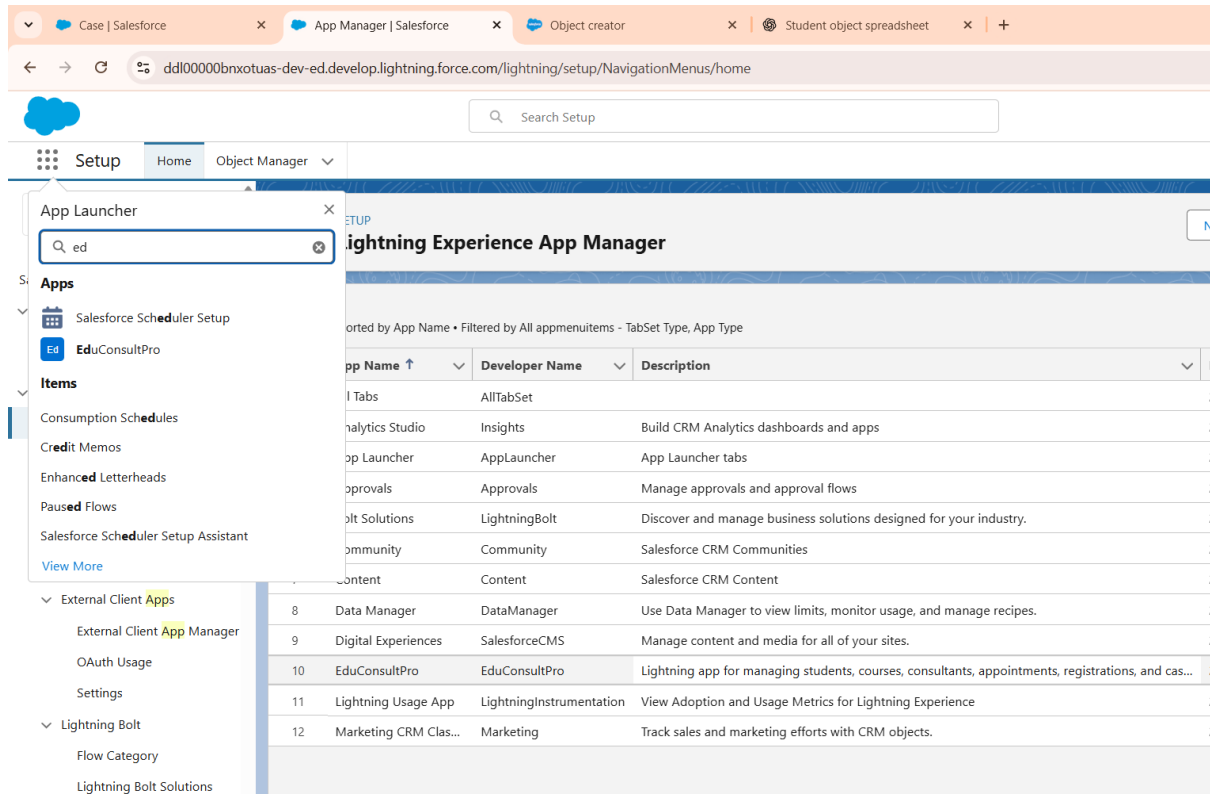 Case | Salesforce
App Manager | Salesforce
Object creator
Student object spreadsheet
ddl00000bnxotuas-dev-ed.develop.lightning.force.com/lightning/setup/NavigationMenus/home
Search Setup
Setup
Home
Object Manager
App Launcher
ed
Apps
Salesforce Scheduler Setup
Ed
EduConsultPro
Items
Consumption Schedules
Credit Memos
Enhanced Letterheads
Paused Flows
Salesforce Scheduler Setup Assistant
View More
External Client Apps
External Client App Manager
OAuth Usage
Settings
Lightning Bolt
Flow Category
Lightning Bolt Solutions
ETUP
ightning Experience App Manager
N
orted by App Name • Filtered by All appmenuitems - TabSet Type, App Type
pp Name Developer Name Description
l Tabs AllTabSet
nalytics Studio Insights Build CRM Analytics dashboards and apps
pp Launcher AppLauncher App Launcher tabs
pprovals Approvals Manage approvals and approval flows
olt Solutions LightningBolt Discover and manage business solutions designed for your industry.
ommunity Community Salesforce CRM Communities
ontent Content Salesforce CRM Content
8 Data Manager DataManager Use Data Manager to view limits, monitor usage, and manage recipes.
9 Digital Experiences SalesforceCMS Manage content and media for all of your sites.
10 EduConsultPro EduConsultPro Lightning app for managing students, courses, consultants, appointments, registrations, and cas...
11 Lightning Usage App LightningInstrumentation View Adoption and Usage Metrics for Lightning Experience
12 Marketing CRM Clas... Marketing Track sales and marketing efforts with CRM objects.